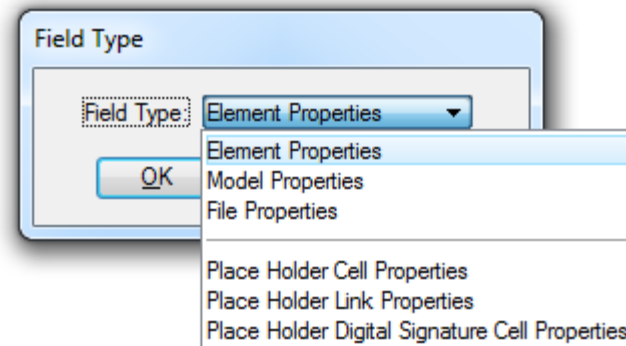 Field Type
Field Type: Element Properties
Element Properties
OK
Model Properties
File Properties
Place Holder Cell Properties
Place Holder Link Properties
Place Holder Digital Signature Cell Properties